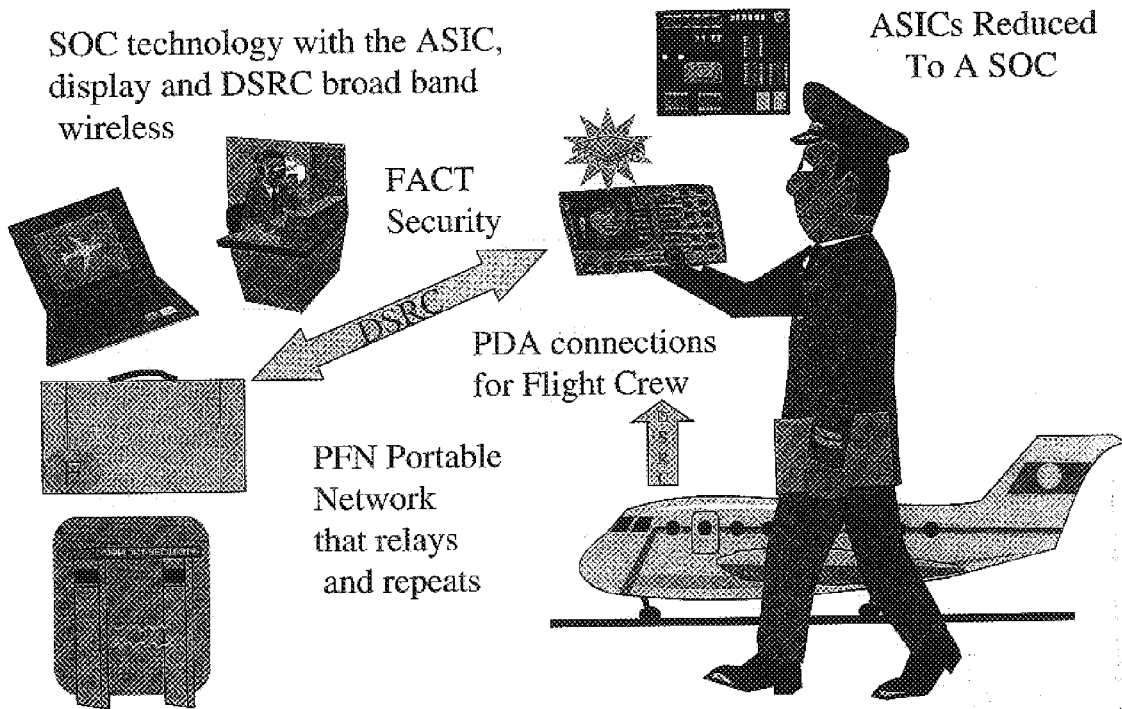 SOC technology with the ASIC,
display and DSRC broad band
wireless
ASICs Reduced
To A SOC
FACT
Security
DSRC
PDA connections
for Flight Crew
DSRC
PFN Portable
Network
that relays
and repeats